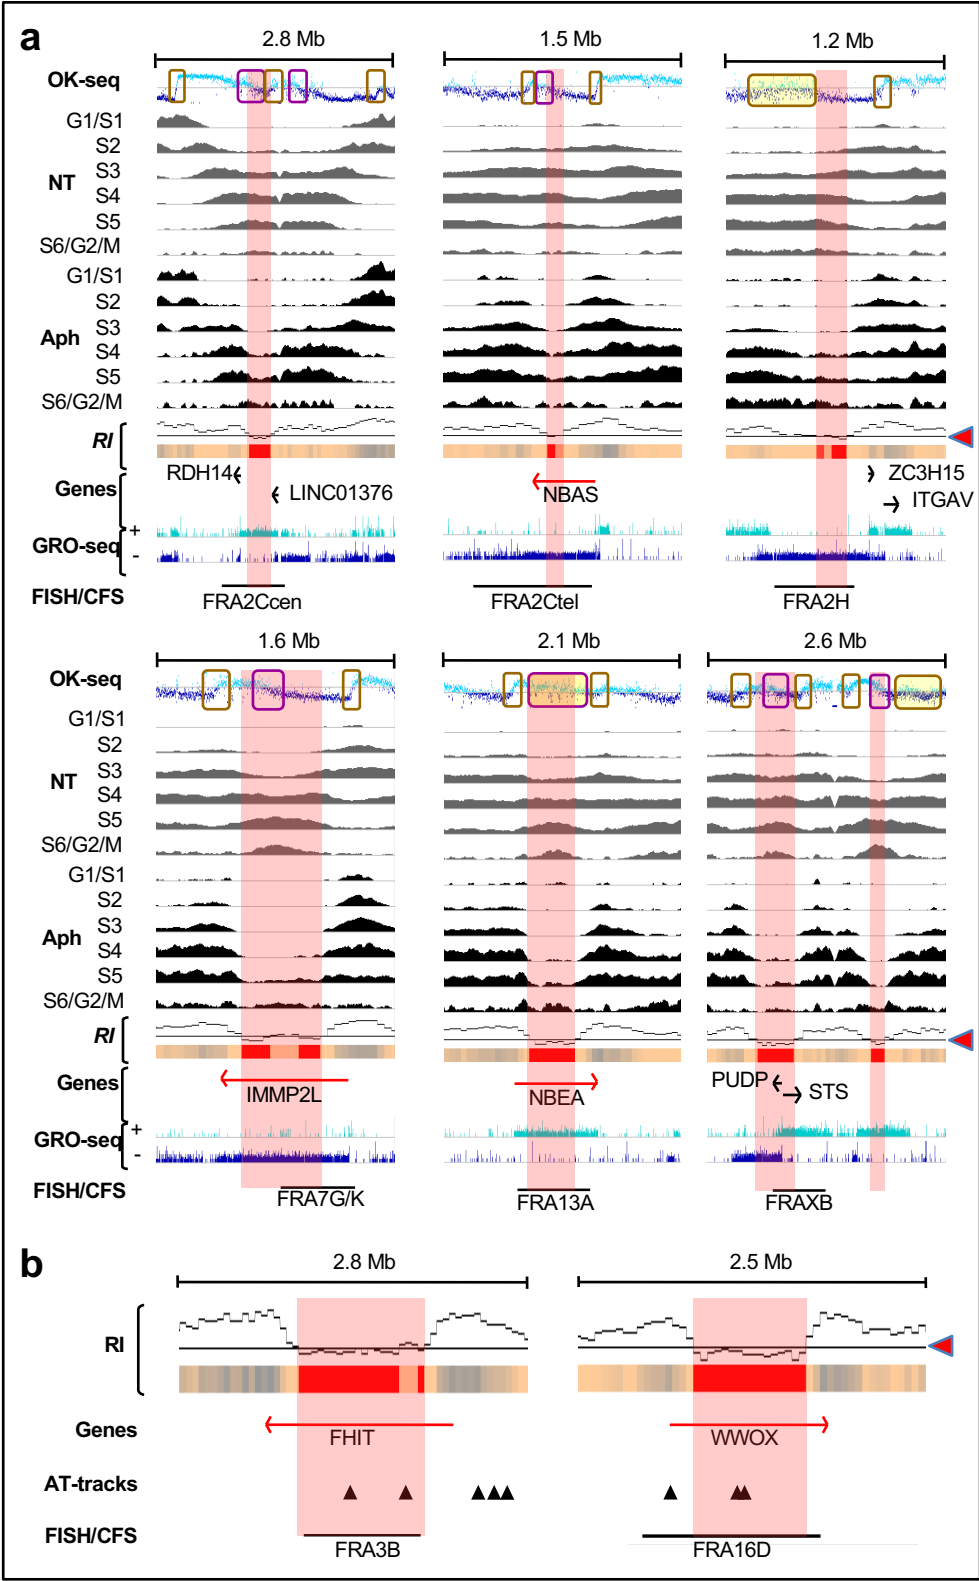 a
2.8 Mb
1.5 Mb
1.2 Mb
OK-seq
NT
G1/S1
S2
S3
S4
S5
S6/G2/M
Aph
G1/S1
S2
S3
S4
S5
S6/G2/M
RI
Genes
RDH14
LINC01376
NBAS
ZC3H15
ITGAV
GRO-seq
+
-
FISH/CFS
FRA2Ccen
FRA2Ctel
FRA2H
1.6 Mb
2.1 Mb
2.6 Mb
OK-seq
NT
G1/S1
S2
S3
S4
S5
S6/G2/M
Aph
G1/S1
S2
S3
S4
S5
S6/G2/M
RI
Genes
IMMP2L
NBEA
PUDP
STS
GRO-seq
+
-
FISH/CFS
FRA7G/K
FRA13A
FRAXB
b
2.8 Mb
2.5 Mb
RI
Genes
FHIT
WWOX
AT-tracks
FISH/CFS
FRA3B
FRA16D